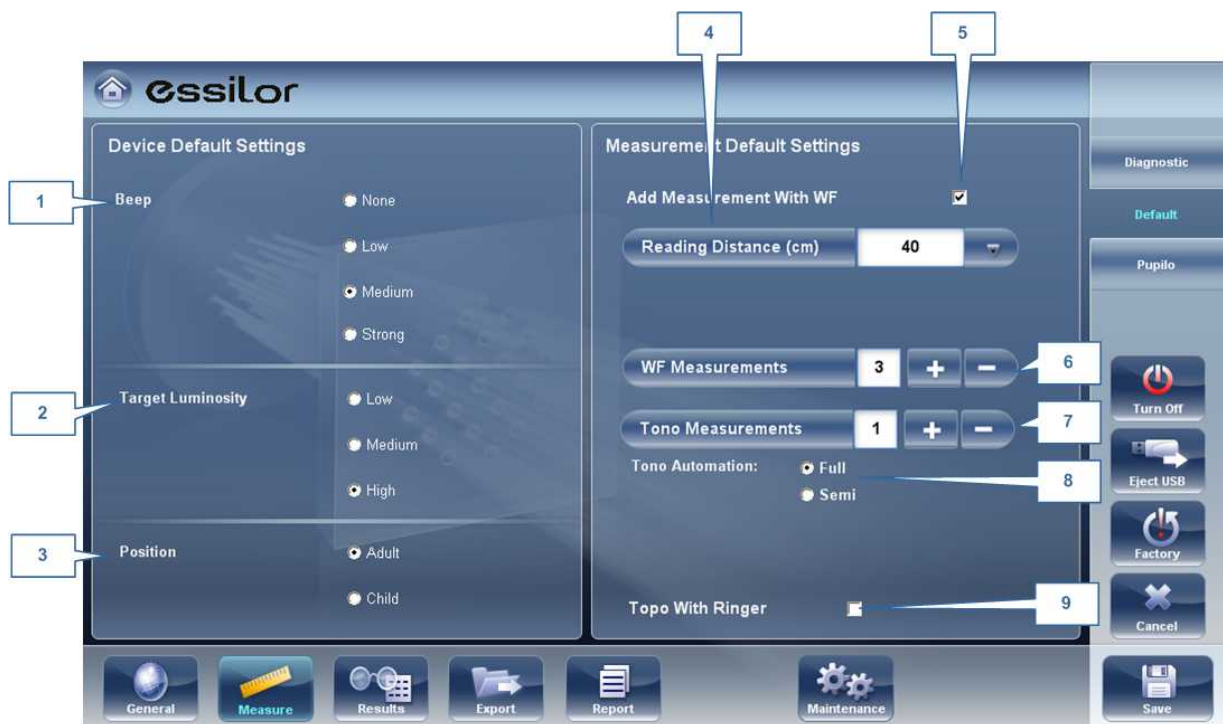 4 5
essilor
Device Default Settings
1 Beep
None
Low
Medium
Strong
2 Target Luminosity
Low
Medium
High
3 Position
Adult
Child
Measurement Default Settings
Add Measurement With WF
Reading Distance (cm) 40
WF Measurements 3 + − 6
Tono Measurements 1 + − 7
Tono Automation: Full 8
Semi
Topo With Ringer 9
Diagnostic
Default
Pupilo
Turn Off
Eject USB
Factory
Cancel
General Measure Results Export Report Maintenance Save